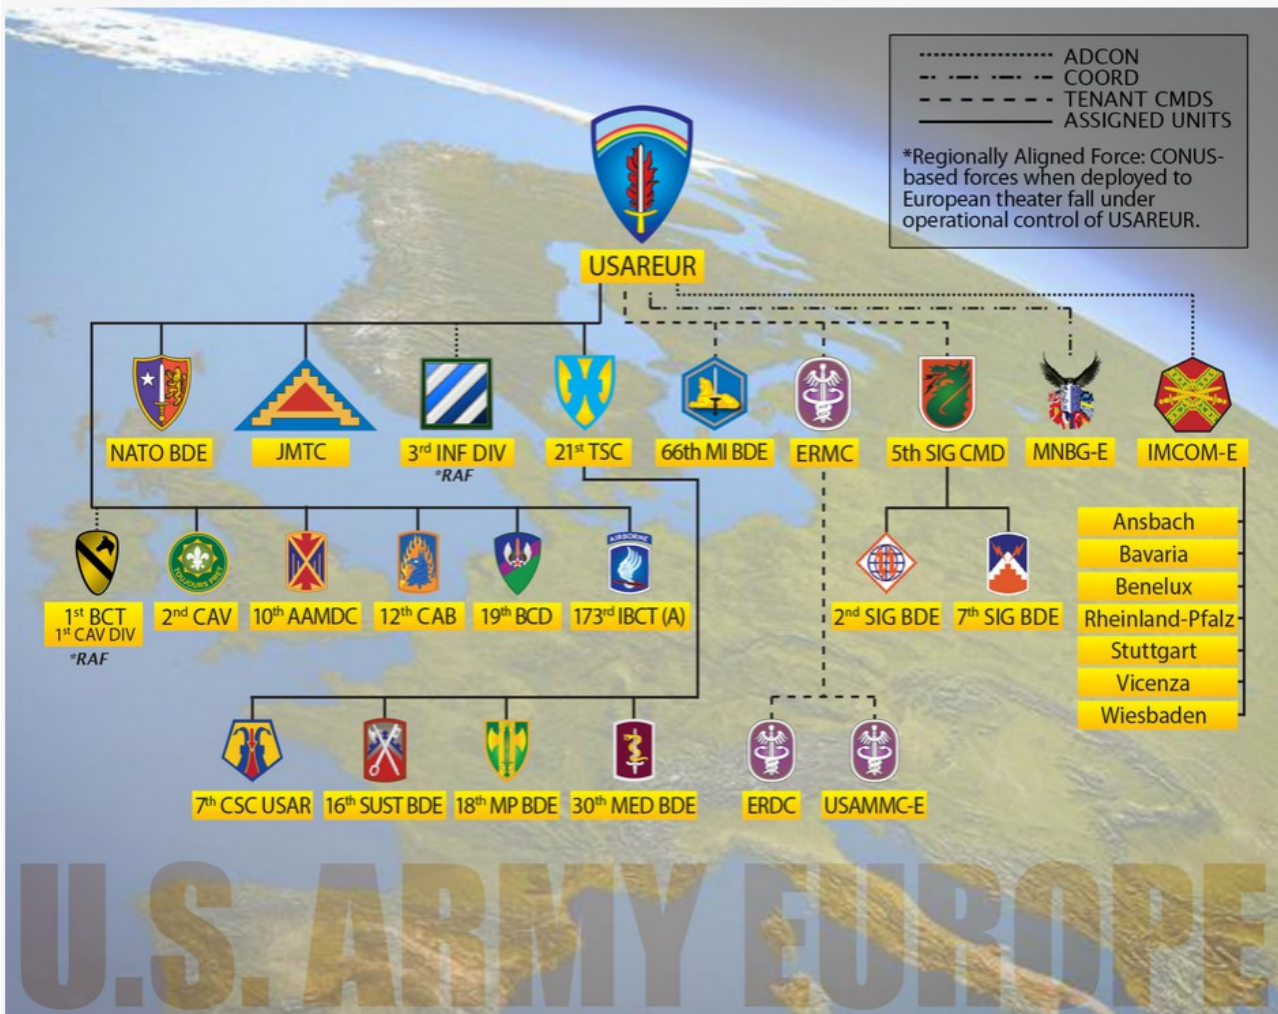 ADCON
COORD
TENANT CMDS
ASSIGNED UNITS
*Regionally Aligned Force: CONUS-
based forces when deployed to
European theater fall under
operational control of USAREUR.
USAREUR
NATO BDE
JMTC
3rd INF DIV
*RAF
21st TSC
66th MI BDE
ERMC
5th SIG CMD
MNBG-E
IMCOM-E
AIRBORNE
TOUJOURS PRET
1st BCT
1st CAV DIV
*RAF
2nd CAV
10th AAMDC
12th CAB
19th BCD
173rd IBCT (A)
2nd SIG BDE
7th SIG BDE
Ansbach
Bavaria
Benelux
Rheinland-Pfalz
Stuttgart
Vicenza
Wiesbaden
7th CSC USAR
16th SUST BDE
18th MP BDE
30th MED BDE
ERDC
USAMMC-E
U.S. ARMY EUROPE